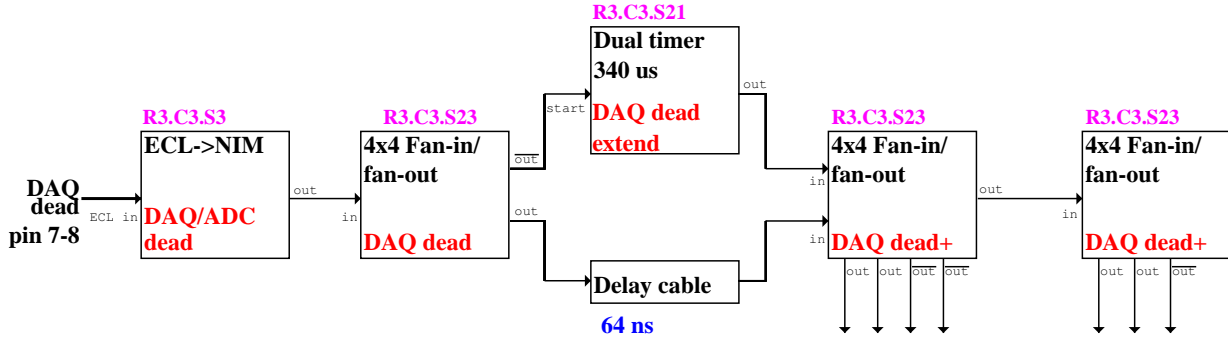 R3.C3.S21
Dual timer
340 us
DAQ dead
extend
start
out
R3.C3.S3
ECL->NIM
DAQ/ADC
dead
DAQ
dead
pin 7-8
ECL in
out
R3.C3.S23
4x4 Fan-in/
fan-out
DAQ dead
in
out
out
Delay cable
64 ns
R3.C3.S23
4x4 Fan-in/
fan-out
DAQ dead+
in
in
out
out out out out
R3.C3.S23
4x4 Fan-in/
fan-out
DAQ dead+
in
out out out